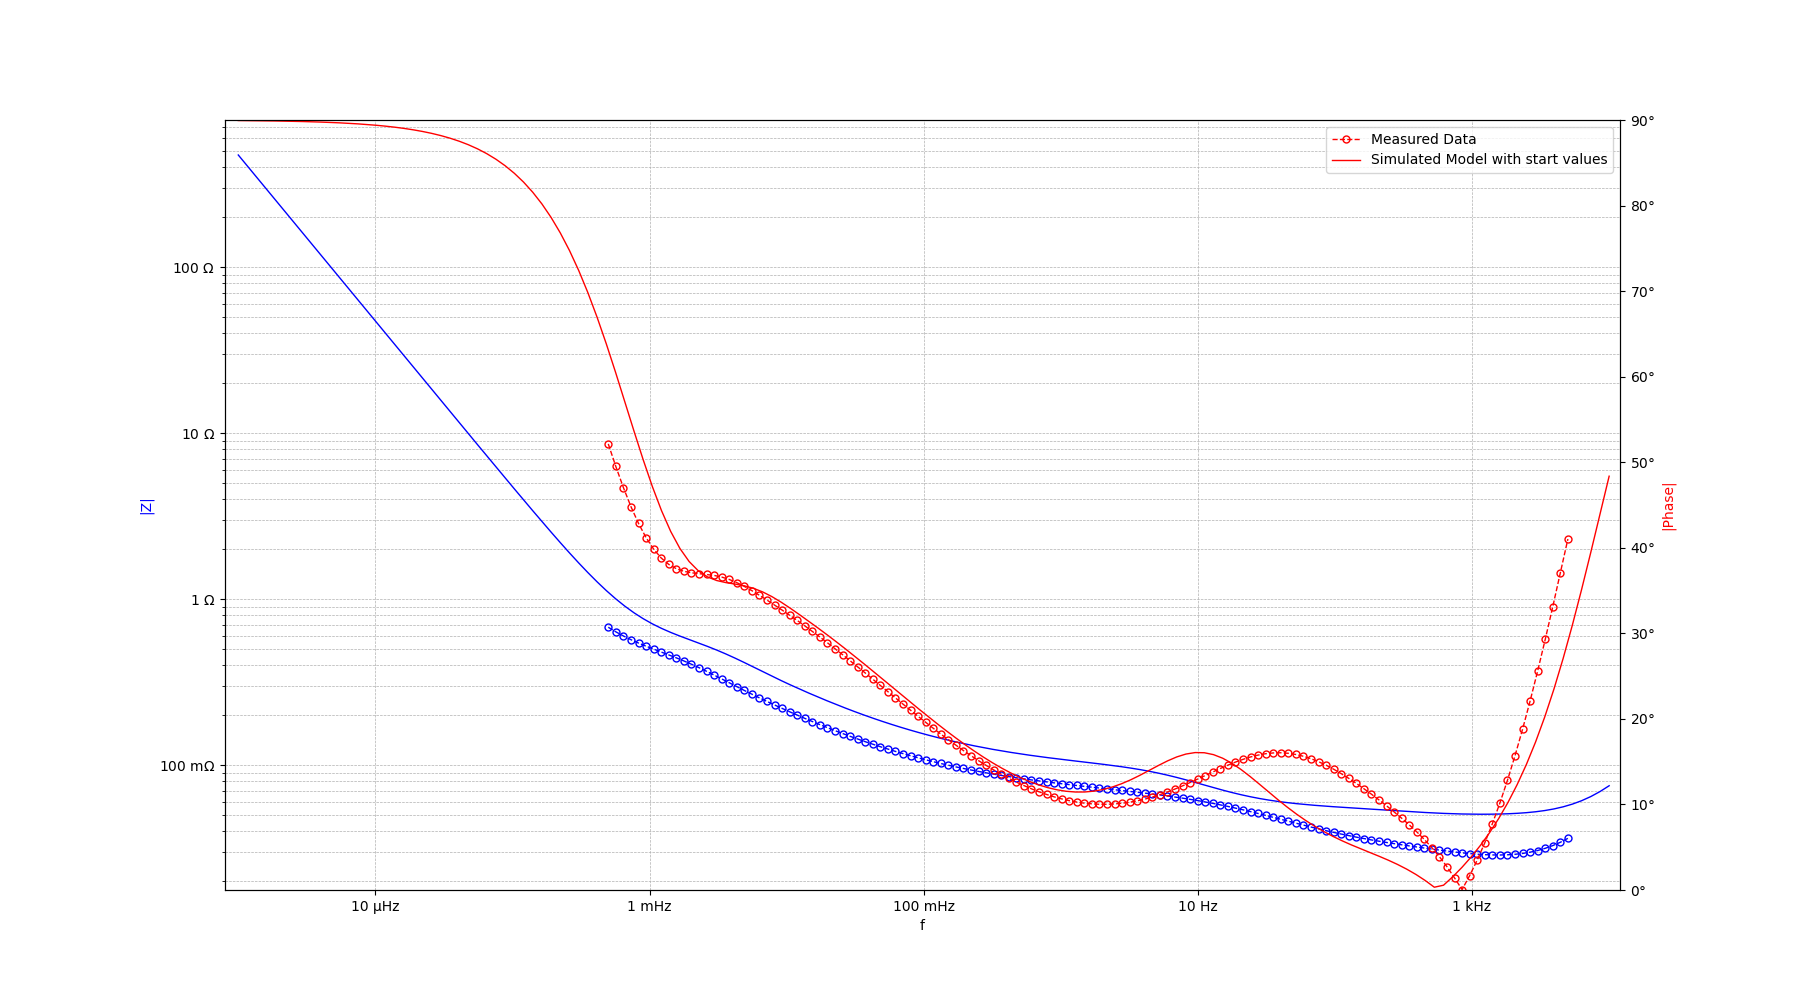 Measured Data
Simulated Model with start values
100 Ω
10 Ω
1 Ω
100 mΩ
|Z|
90°
80°
70°
60°
50°
40°
30°
20°
10°
0°
|Phase|
10 µHz
1 mHz
100 mHz
10 Hz
1 kHz
f